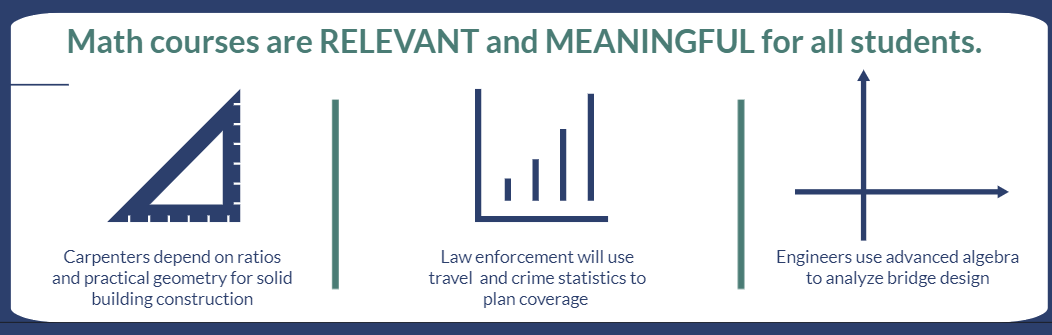 Math courses are RELEVANT and MEANINGFUL for all students.
Carpenters depend on ratios
and practical geometry for solid
building construction
Law enforcement will use
travel and crime statistics to
plan coverage
Engineers use advanced algebra
to analyze bridge design